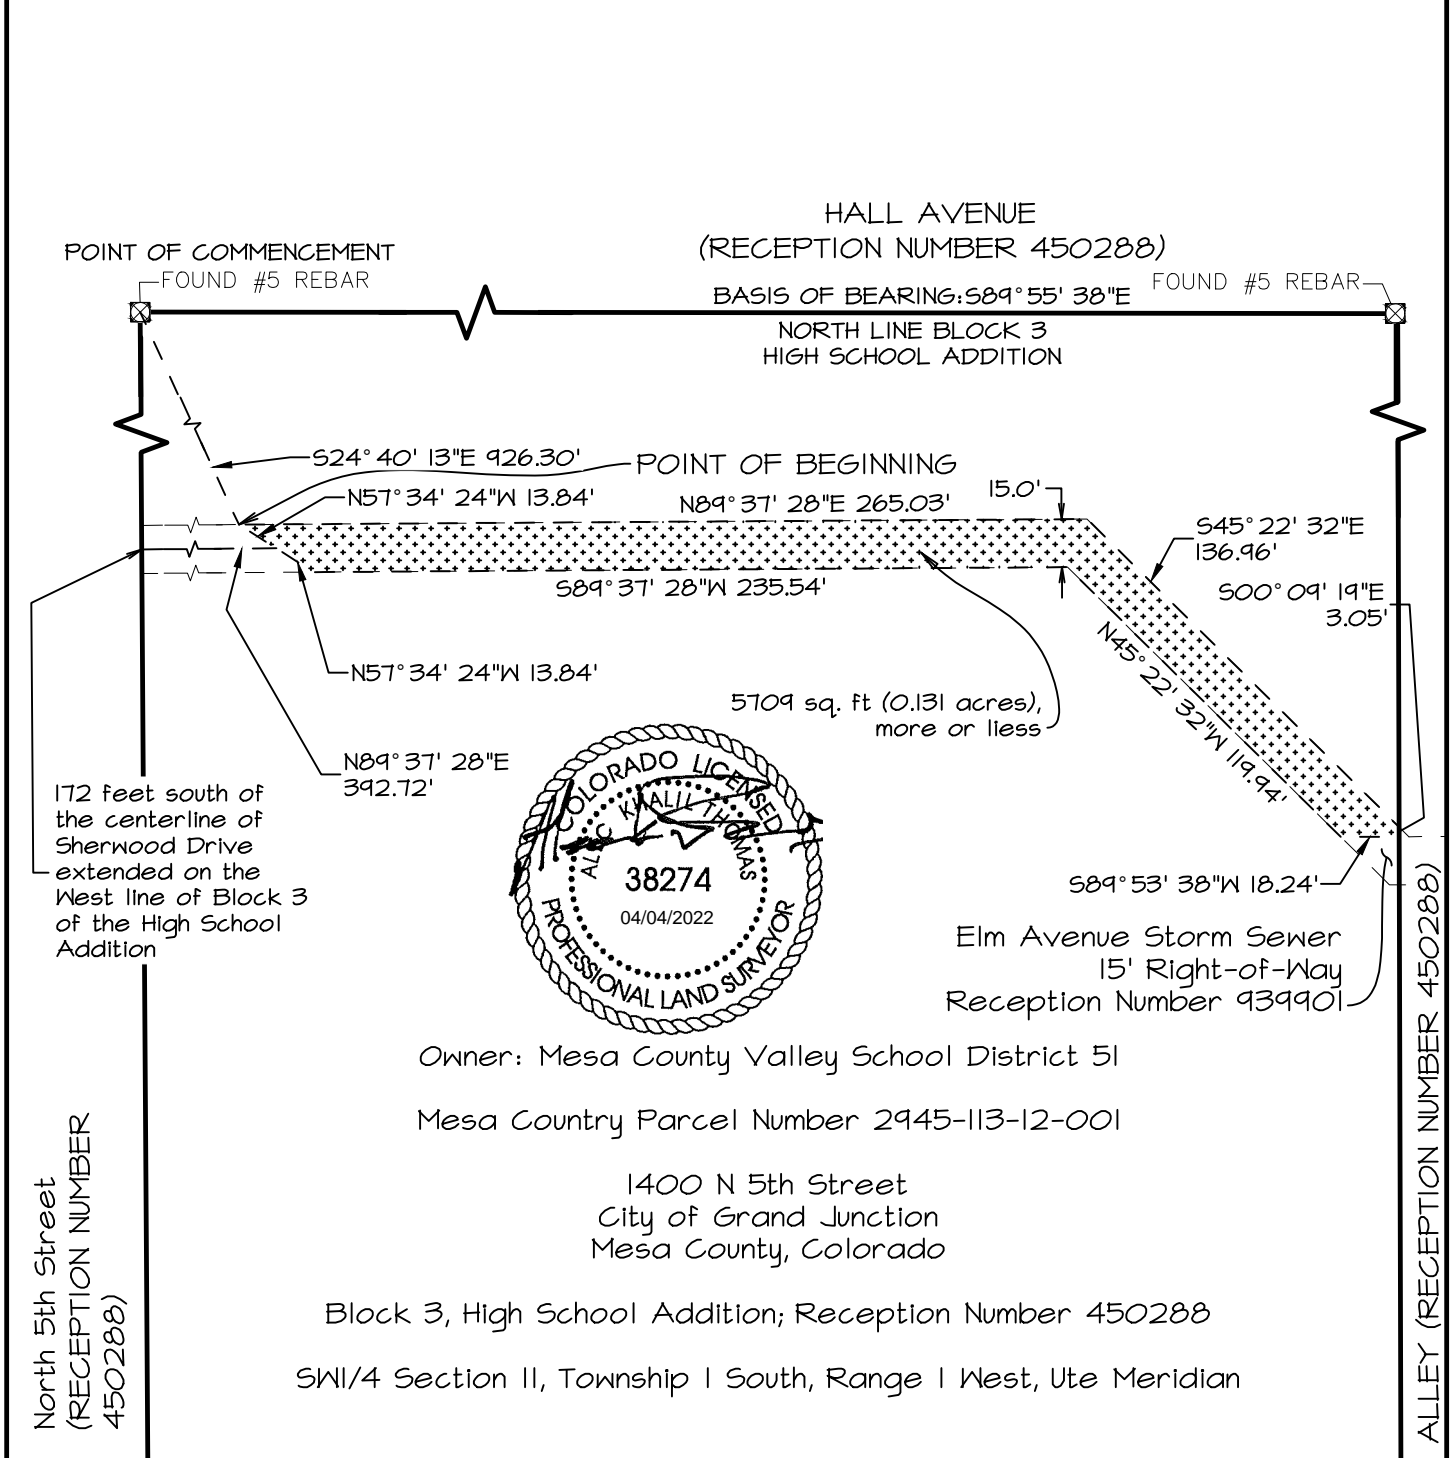 HALL AVENUE
(RECEPTION NUMBER 450288)
POINT OF COMMENCEMENT
FOUND #5 REBAR
FOUND #5 REBAR
BASIS OF BEARING:S89°55' 38"E
NORTH LINE BLOCK 3
HIGH SCHOOL ADDITION
S24°40' 13"E 926.30'
POINT OF BEGINNING
N57°34' 24"W 13.84'
N89°37' 28"E 265.03'
15.0'
S45°22' 32"E
136.96'
S89°37' 28"W 235.54'
S00°09' 19"E
3.05'
N45°22' 32"W 119.94'
N57°34' 24"W 13.84'
5709 sq. ft (0.131 acres),
more or liess
N89°37' 28"E
392.72'
172 feet south of
the centerline of
Sherwood Drive
extended on the
West line of Block 3
of the High School
Addition
COLORADO LICENSED
ALEC KHALIL THOMAS
38274
04/04/2022
PROFESSIONAL LAND SURVEYOR
S89°53' 38"W 18.24'
Elm Avenue Storm Sewer
15' Right-of-Way
Reception Number 939901
Owner: Mesa County Valley School District 51
Mesa Country Parcel Number 2945-113-12-001
1400 N 5th Street
City of Grand Junction
Mesa County, Colorado
Block 3, High School Addition; Reception Number 450288
SW1/4 Section 11, Township 1 South, Range 1 West, Ute Meridian
North 5th Street
(RECEPTION NUMBER
450288)
ALLEY (RECEPTION NUMBER 450288)